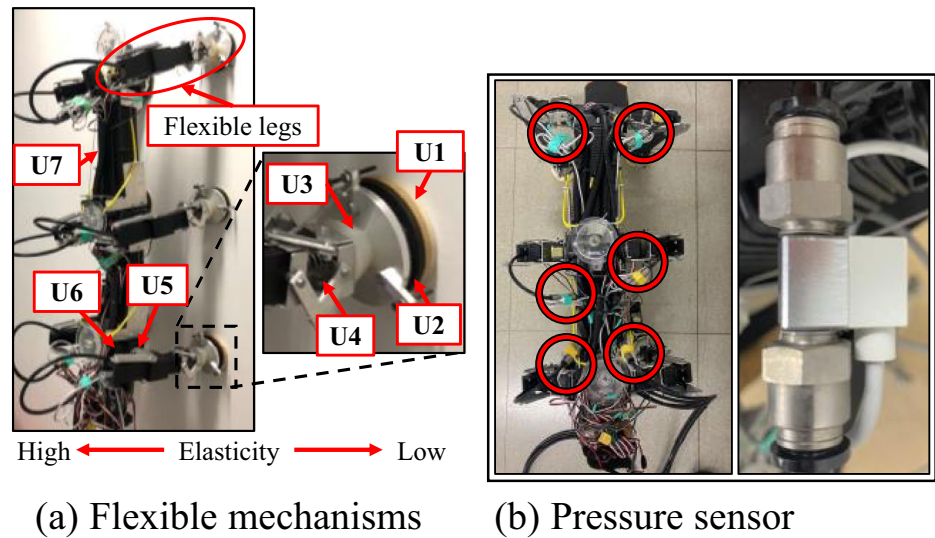 Flexible legs
U7
U1
U3
U6
U5
U4
U2
High
Elasticity
Low
(a) Flexible mechanisms
(b) Pressure sensor